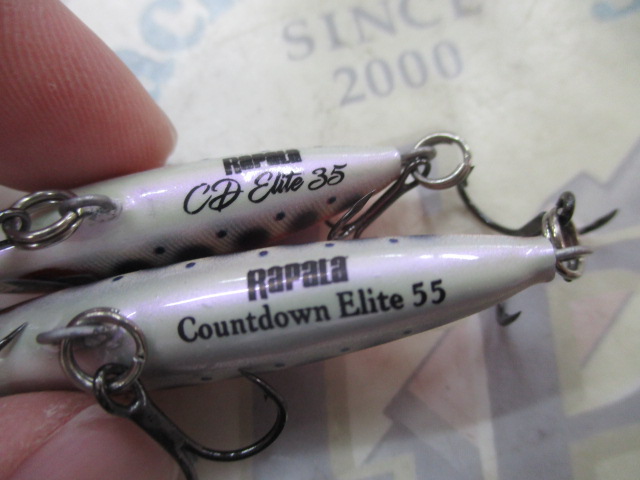 SINCE
2000
Rapala
CD Elite 35
Rapala
Countdown Elite 55